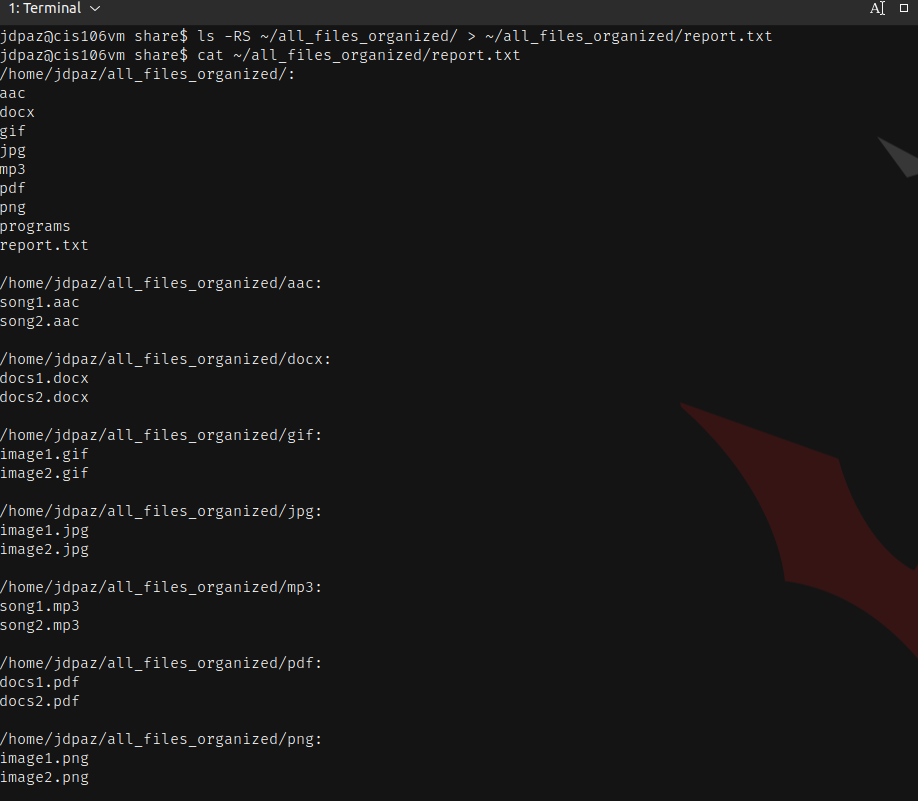 1: Terminal
jdpaz@cis106vm share$ ls -RS ~/all_organized/ > ~/all_files_organized/report.txt
jdpaz@cis106vm share$ cat ~/all_files_organized/report.txt
/home/jdpaz/all_files_organized/:
aac
docx
gif
jpg
mp3
pdf
png
programs
report.txt

/home/jdpaz/all_files_organized/aac:
song1.aac
song2.aac

/home/jdpaz/all_files_organized/docx:
docs1.docx
docs2.docx

/home/jdpaz/all_files_organized/gif:
image1.gif
image2.gif

/home/jdpaz/all_files_organized/jpg:
image1.jpg
image2.jpg

/home/jdpaz/all_files_organized/mp3:
song1.mp3
song2.mp3

/home/jdpaz/all_files_organized/pdf:
docs1.pdf
docs2.pdf

/home/jdpaz/all_files_organized/png:
image1.png
image2.png